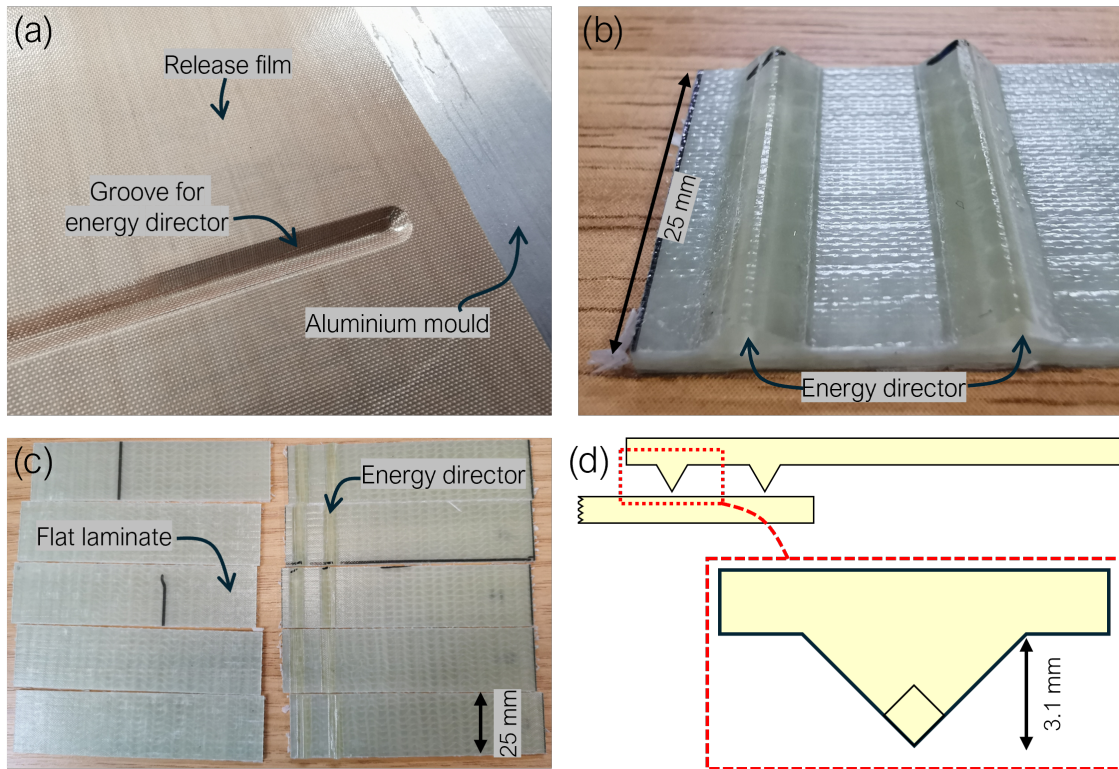 (a)
Release film
Groove for
energy director
Aluminium mould
(b)
25 mm
Energy director
(c)
Energy director
Flat laminate
25 mm
(d)
3.1 mm